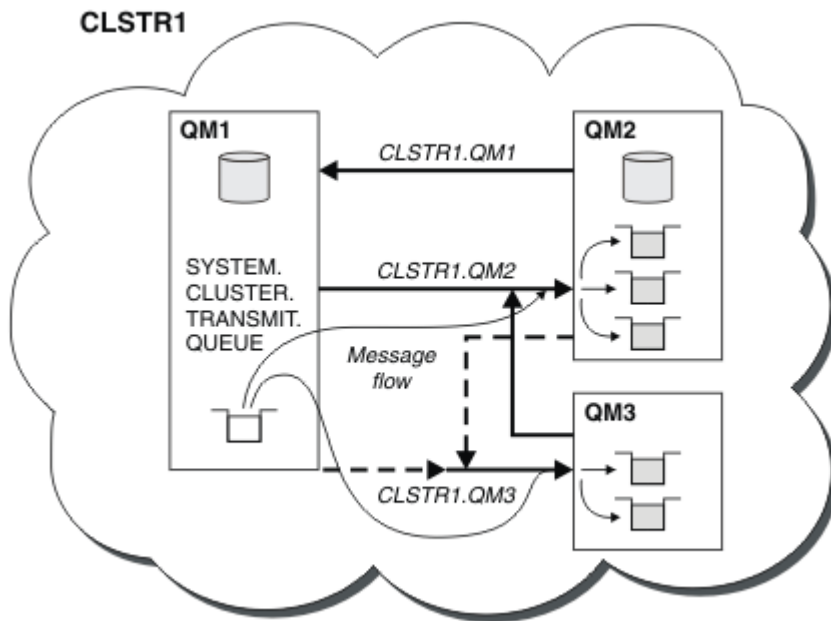 CLSTR1
QM1
QM2
CLSTR1.QM1
SYSTEM.
CLUSTER.
TRANSMIT.
QUEUE
CLSTR1.QM2
Message
flow
QM3
CLSTR1.QM3